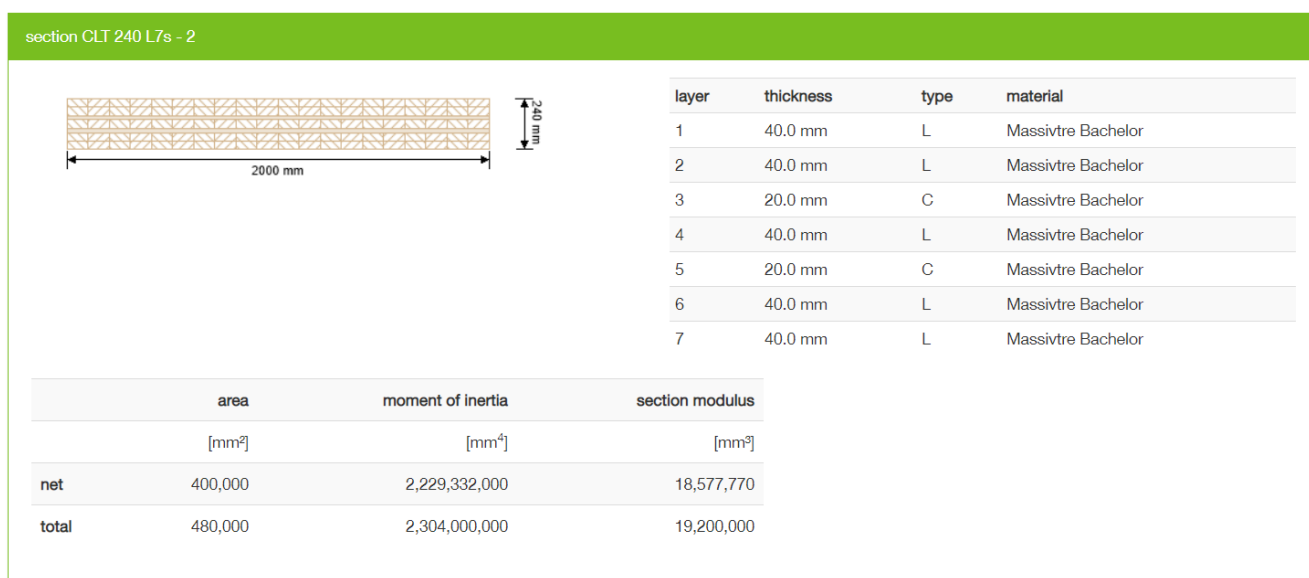 section CLT 240 L7s - 2
240 mm
2000 mm
layer thickness type material
1 40.0 mm L Massivtre Bachelor
2 40.0 mm L Massivtre Bachelor
3 20.0 mm C Massivtre Bachelor
4 40.0 mm L Massivtre Bachelor
5 20.0 mm C Massivtre Bachelor
6 40.0 mm L Massivtre Bachelor
7 40.0 mm L Massivtre Bachelor
area moment of inertia section modulus
[mm²] [mm⁴] [mm³]
net 400,000 2,229,332,000 18,577,770
total 480,000 2,304,000,000 19,200,000